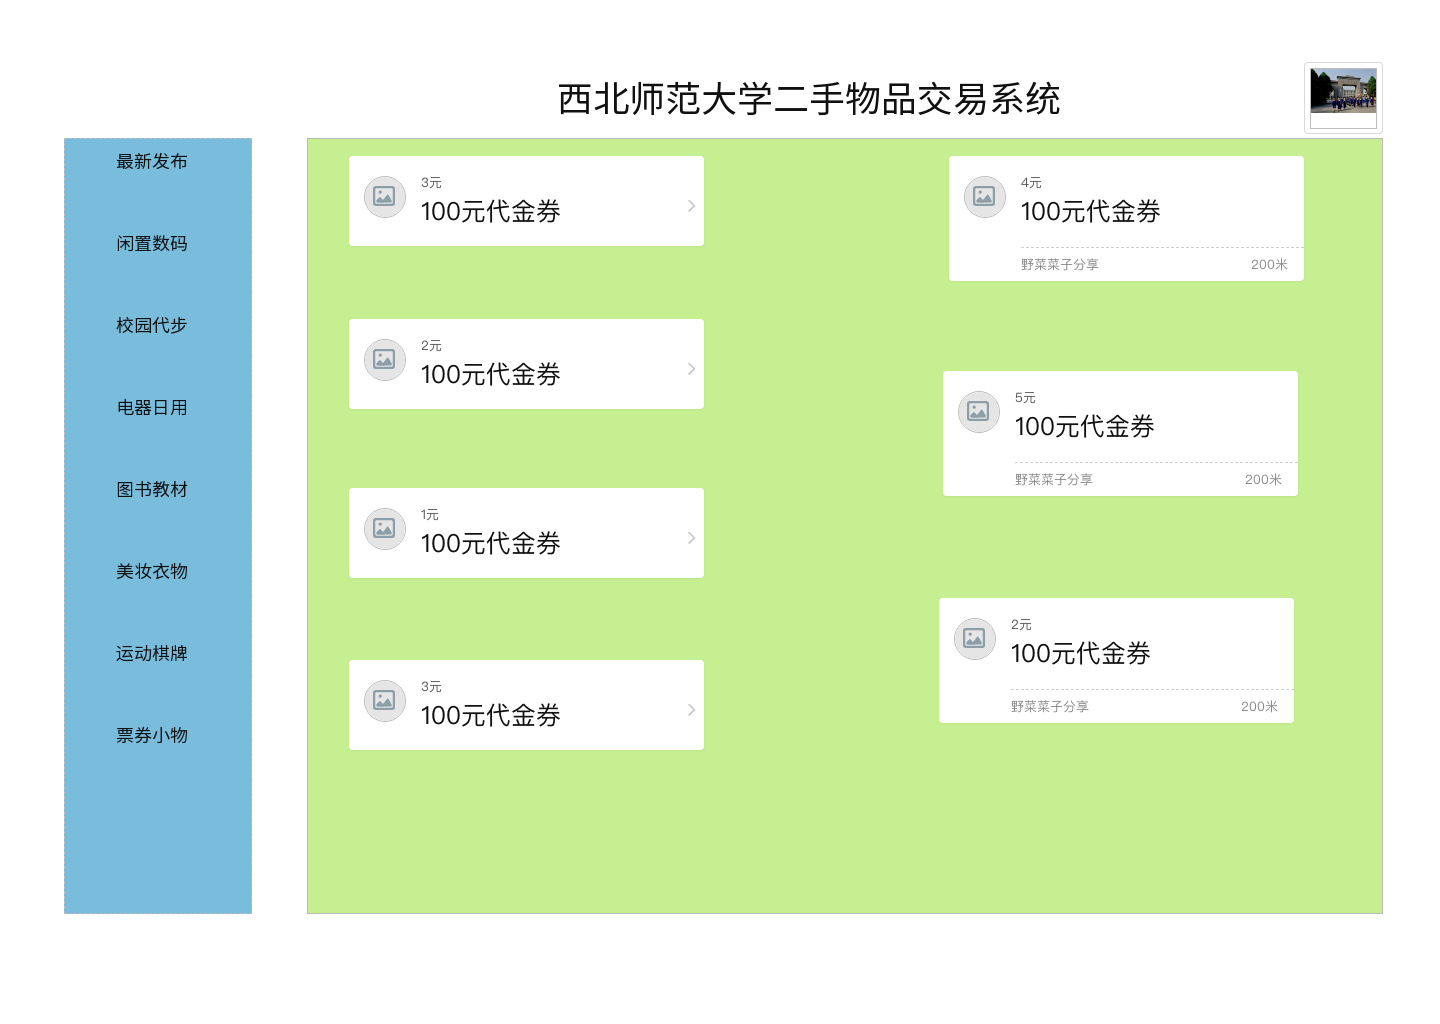 西北师范大学二手物品交易系统
最新发布
闲置数码
校园代步
电器日用
图书教材
美妆衣物
运动棋牌
票券小物
3元
100元代金券
2元
100元代金券
1元
100元代金券
3元
100元代金券
4元
100元代金券
野菜菜子分享 200米
5元
100元代金券
野菜菜子分享 200米
2元
100元代金券
野菜菜子分享 200米